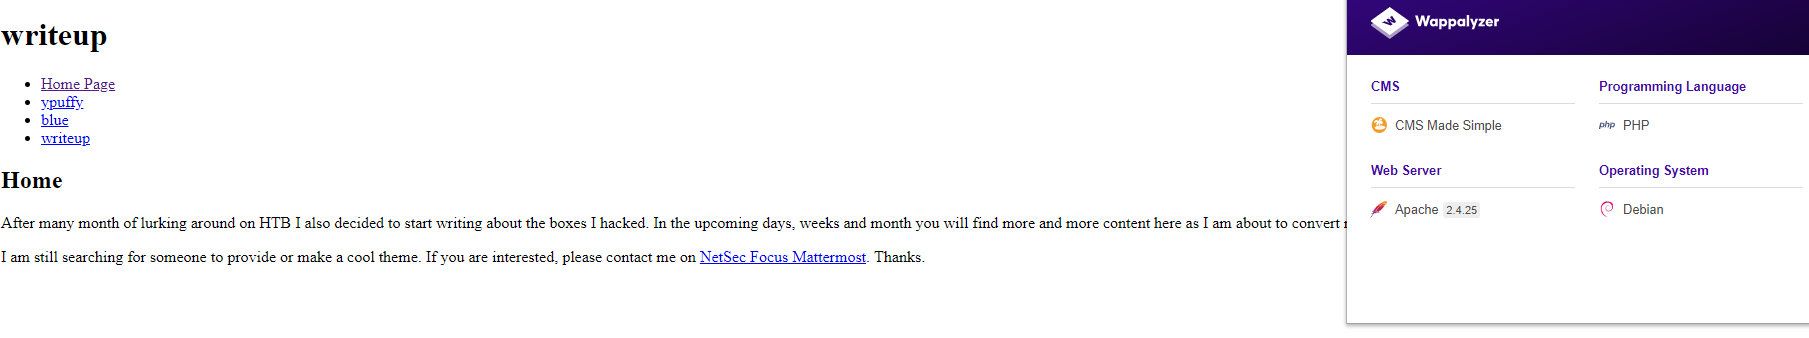 writeup
Home Page
ypuffy
blue
writeup
Home
After many month of lurking around on HTB I also decided to start writing about the boxes I hacked. In the upcoming days, weeks and month you will find more and more content here as I am about to convert
I am still searching for someone to provide or make a cool theme. If you are interested, please contact me on NetSec Focus Mattermost. Thanks.
W Wappalyzer
CMS
CMS Made Simple
Programming Language
php PHP
Web Server
Apache 2.4.25
Operating System
Debian